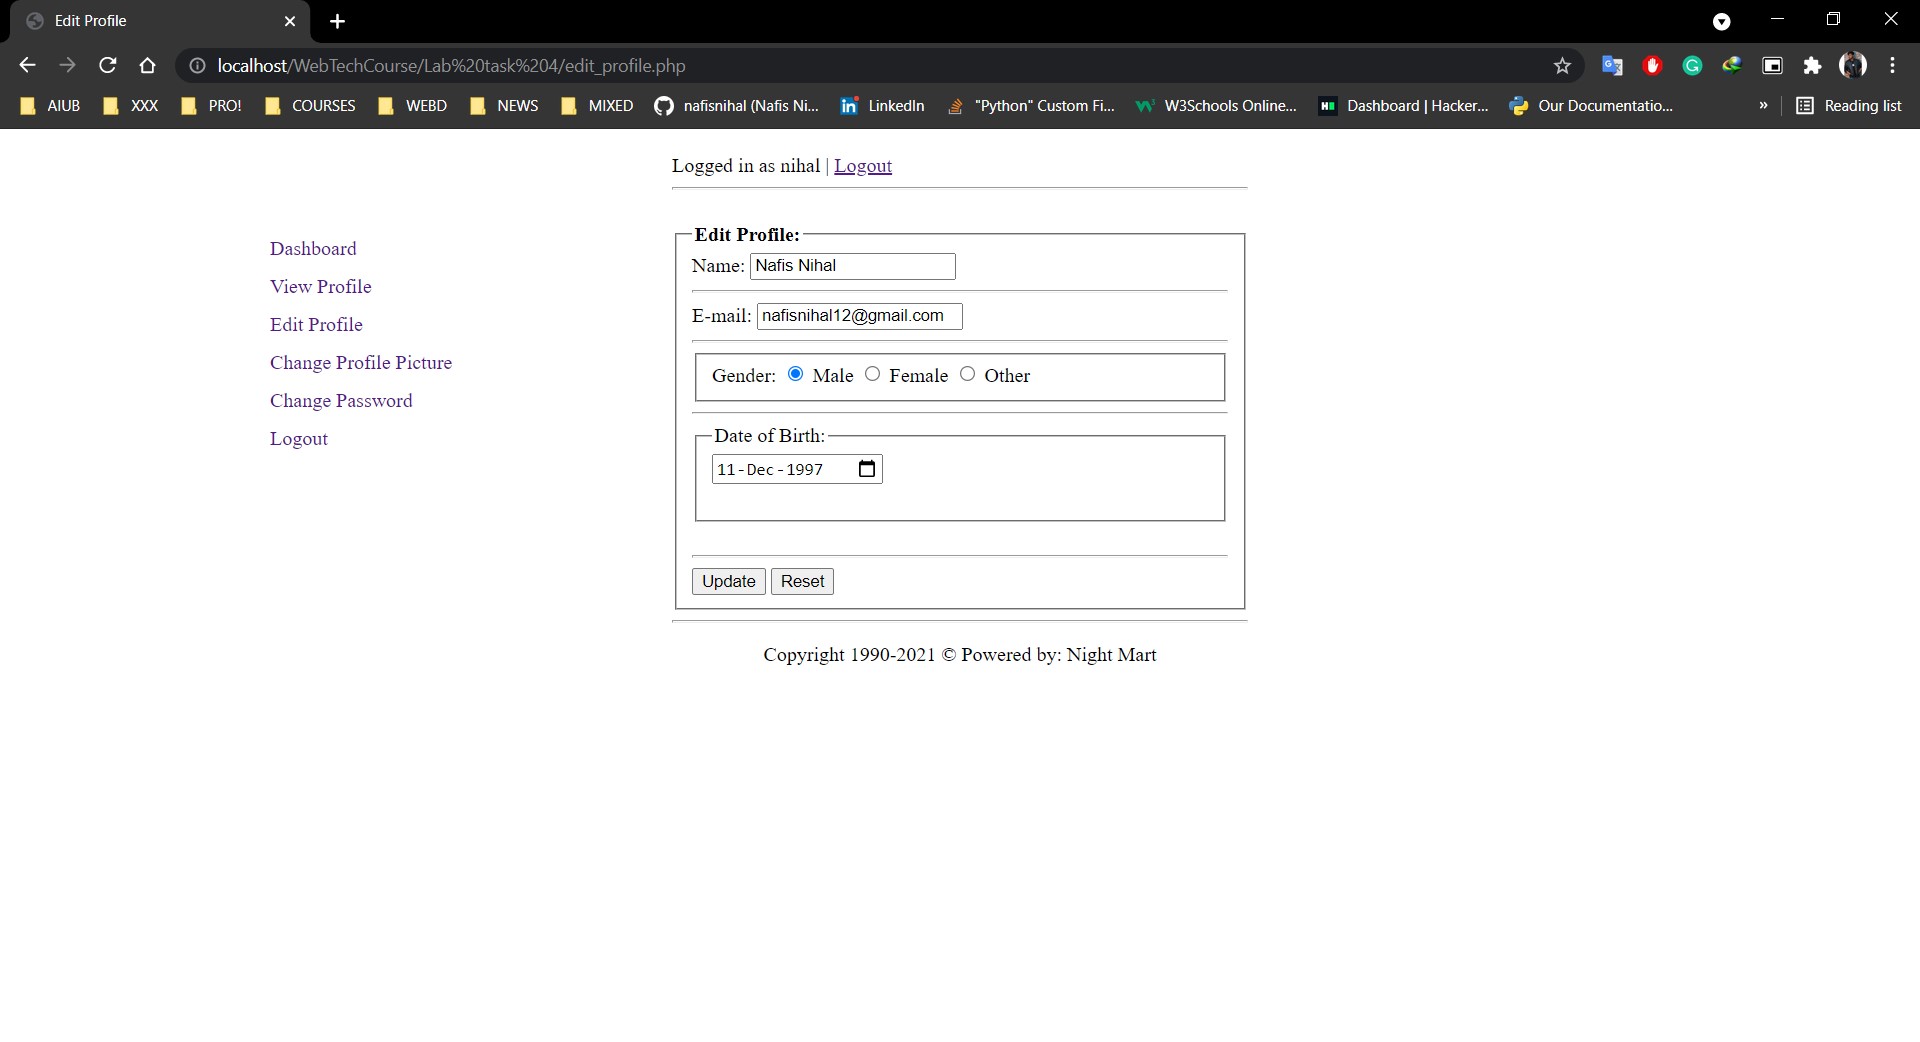 Edit Profile
localhost/WebTechCourse/Lab%20task%204/edit_profile.php
AIUB XXX PRO! COURSES WEBD NEWS MIXED nafisnihal (Nafis Ni... LinkedIn "Python" Custom Fi... W3Schools Online... Dashboard | Hacker... Our Documentatio... » Reading list
Logged in as nihal | Logout
Dashboard
View Profile
Edit Profile
Change Profile Picture
Change Password
Logout
Edit Profile:
Name: Nafis Nihal
E-mail: nafisnihal12@gmail.com
Gender: Male Female Other
Date of Birth:
11-Dec-1997
Update Reset
Copyright 1990-2021 © Powered by: Night Mart